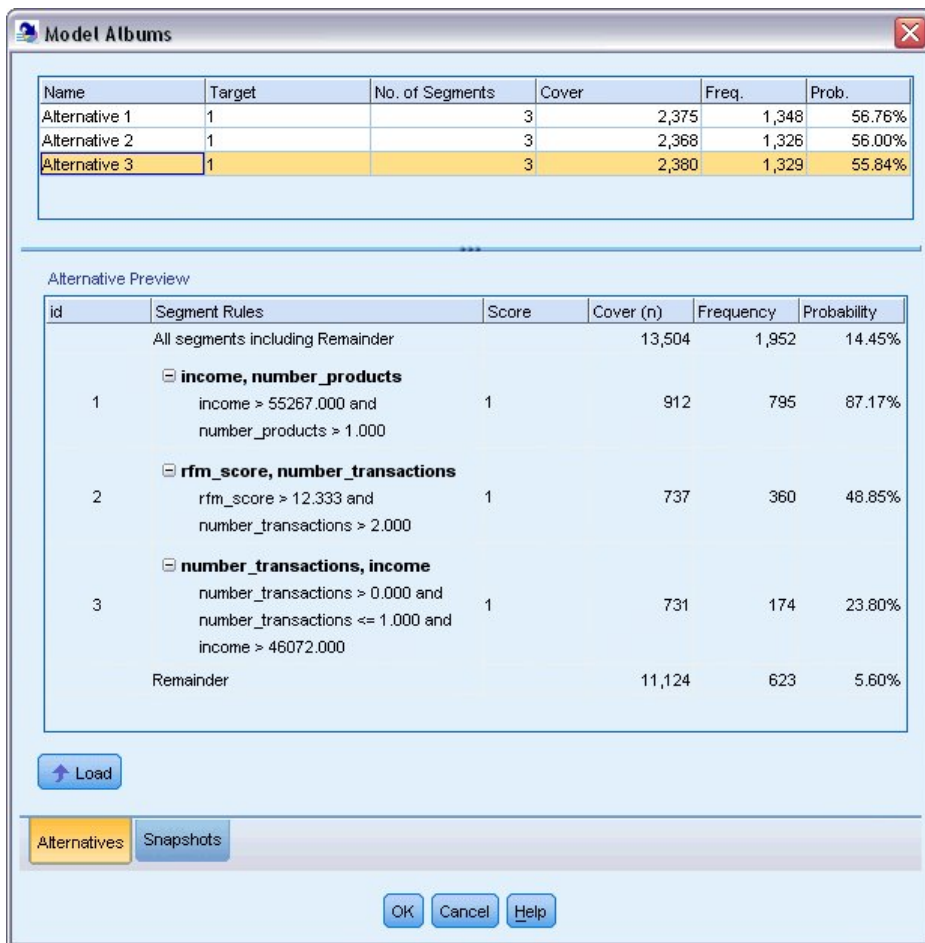 Model Albums
Name Target No. of Segments Cover Freq. Prob.
Alternative 1 1 3 2,375 1,348 56.76%
Alternative 2 1 3 2,368 1,326 56.00%
Alternative 3 1 3 2,380 1,329 55.84%
Alternative Preview
id Segment Rules Score Cover (n) Frequency Probability
All segments including Remainder 13,504 1,952 14.45%
income, number_products
income > 55267.000 and
1 1 912 795 87.17%
number_products > 1.000
rfm_score, number_transactions
rfm_score > 12.333 and
2 1 737 360 48.85%
number_transactions > 2.000
number_transactions, income
number_transactions > 0.000 and
3 number_transactions <= 1.000 and 1 731 174 23.80%
income > 46072.000
Remainder 11,124 623 5.60%
Load
Alternatives Snapshots
OK Cancel Help